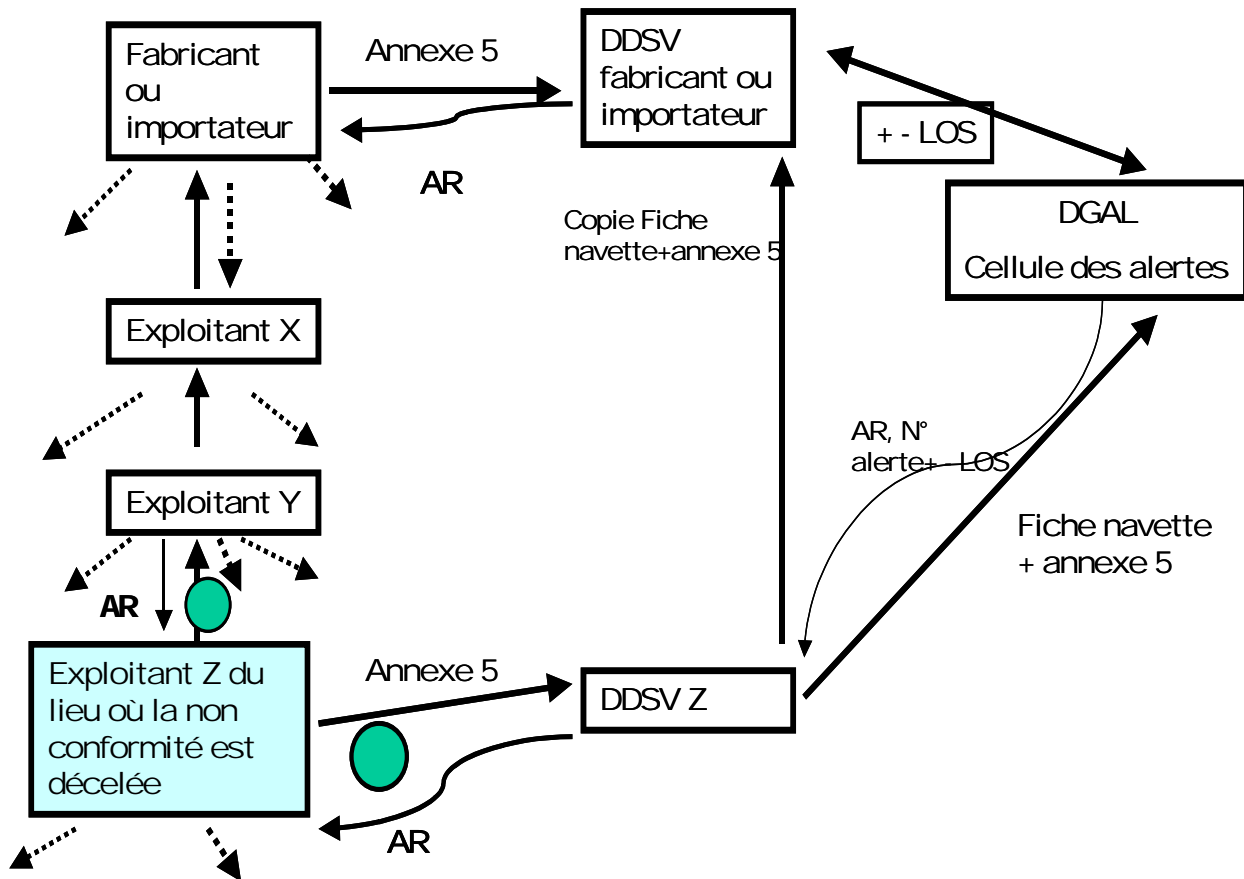 Fabricant
ou
importateur
Annexe 5
AR
DDSV
fabricant ou
importateur
+ - LOS
DGAL
Cellule des alertes
Copie Fiche
navette+annexe 5
Exploitant X
Exploitant Y
AR
AR, N°
alerte+ - LOS
Fiche navette
+ annexe 5
Exploitant Z du
lieu où la non
conformité est
décelée
Annexe 5
DDSV Z
AR